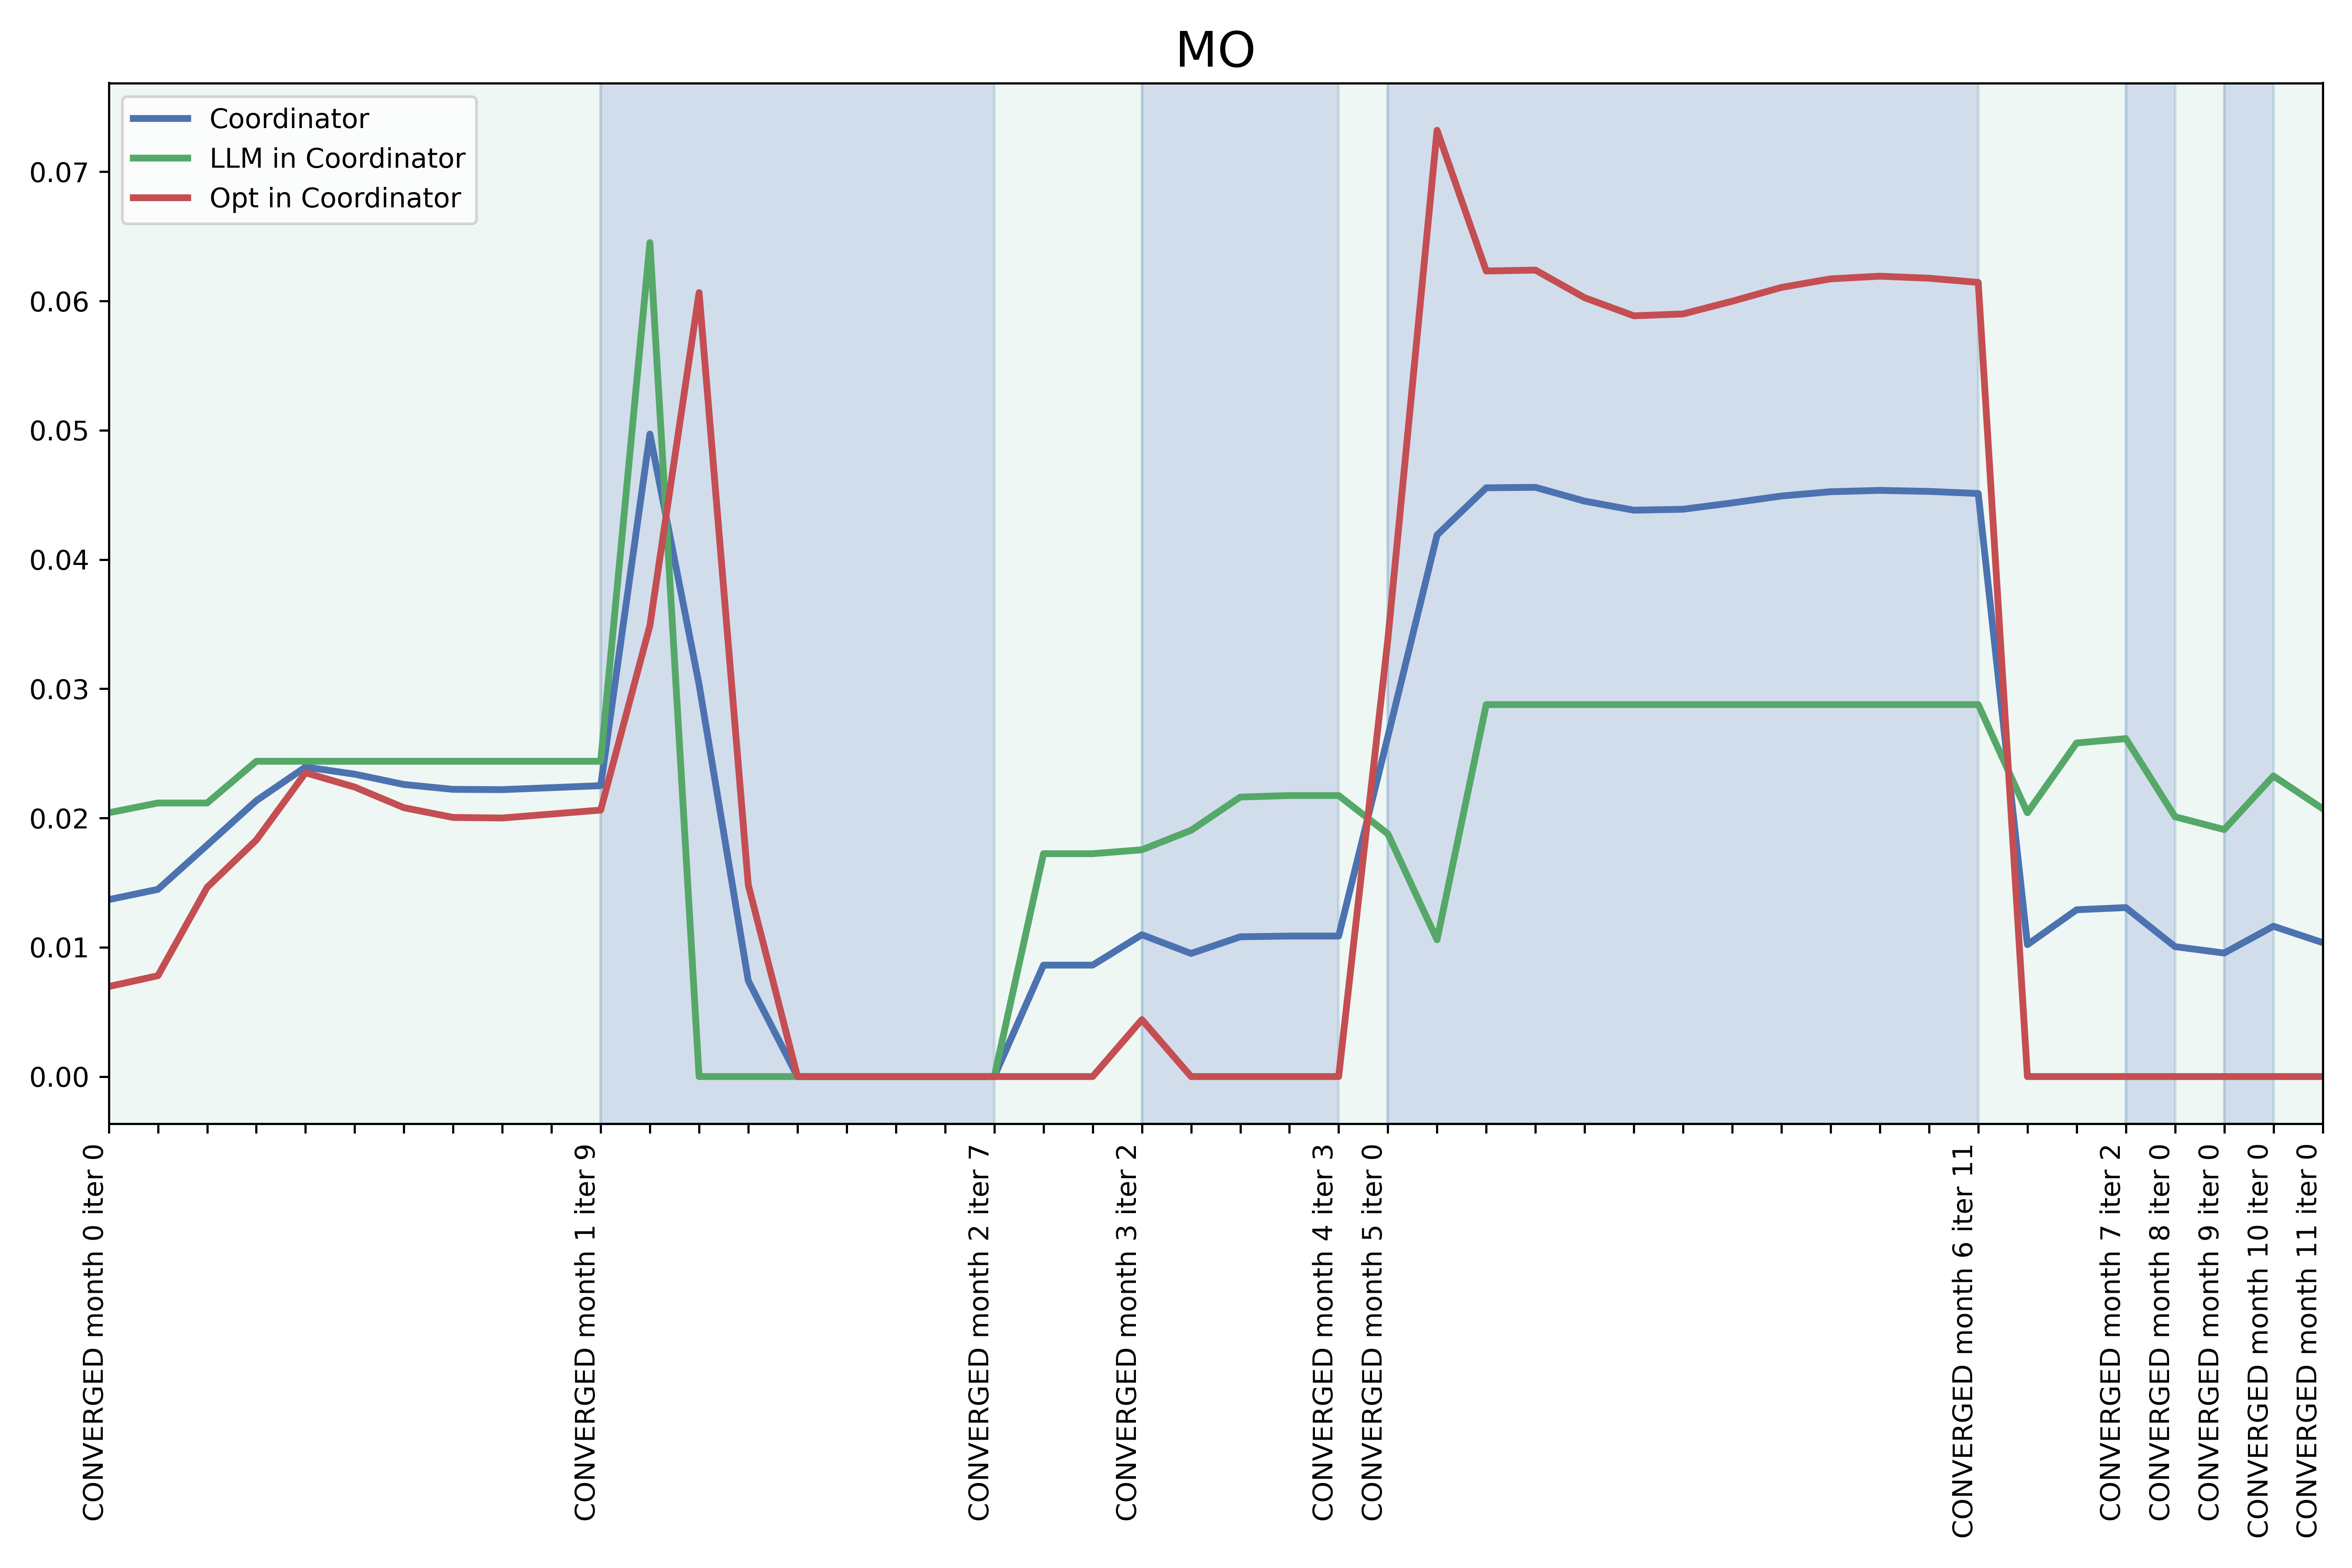 MO
Coordinator
LLM in Coordinator
Opt in Coordinator
0.07
0.06
0.05
0.04
0.03
0.02
0.01
0.00
CONVERGED month 0 iter 0
CONVERGED month 1 iter 9
CONVERGED month 2 iter 7
CONVERGED month 3 iter 2
CONVERGED month 4 iter 3
CONVERGED month 5 iter 0
CONVERGED month 6 iter 11
CONVERGED month 7 iter 2
CONVERGED month 8 iter 0
CONVERGED month 9 iter 0
CONVERGED month 10 iter 0
CONVERGED month 11 iter 0